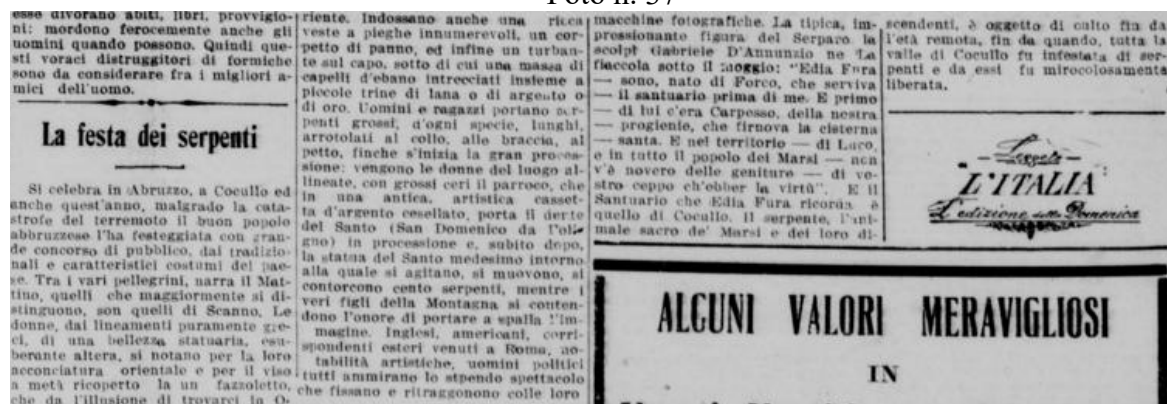 Foto n. 37
esse divorano abiti, libri, provvigio-
ni: mordono ferocemente anche gli
uomini quando possono. Quindi que-
sti voraci distruggitori di formiche
sono da considerare fra i migliori a-
mici dell'uomo.
La festa dei serpenti
Si celebra in Abruzzo, a Cocullo ed
anche quest'anno, malgrado la cata-
strofe del terremoto il buon popolo
abbruzzese l'ha festeggiata con gran-
de concorso di pubblico, dai tradizio-
nali e caratteristici costumi del pae-
se. Tra i vari pellegrini, narra il Mat-
tino, quelli che maggiormente si di-
stinguono, son quelli di Scanno. Le
donne, dai lineamenti puramente gre-
ci, di una bellezza statuaria, esu-
berante altera, si notano per la loro
acconciatura orientale e per il viso
a metà ricoperto la un fazzoletto,
che da l'illusione di trovarci in O-
riente. Indossano anche una ricca
veste a pieghe innumerevoli, un cor-
petto di panno, ed infine un turban-
te sul capo, sotto di cui una massa di
capelli d'ebano intrecciati insieme a
piccole trine di lana o di argento o
di oro. Uomini e ragazzi portano ser-
penti grossi, d'ogni specie, lunghi,
arrotolati al collo, alle braccia, al
petto, finche s'inizia la gran proces-
sione: vengono le donne del luogo al-
lineate, con grossi ceri il parroco, che
in una antica, artistica casset-
ta d'argento cesellato, porta il derte
del Santo (San Domenico da Foli-
gno) in processione e, subito dopo,
la statua del Santo medesimo intorno
alla quale si agitano, si muovono, si
contorcono cento serpenti, mentre i
veri figli della Montagna si conten-
dono l'onore di portare a spalla l'im-
magine. Inglesi, americani, corri-
spondenti esteri venuti a Roma, no-
tabilità artistiche, uomini politici
tutti ammirano lo stpendo spettacolo
che fissano e ritraggonono colle loro
macchine fotografiche. La tipica, im-
pressionante figura del Serparo la
scolpì Gabriele D'Annunzio ne La
fiaccola sotto il moggio: "Edia Fura
— sono, nato di Forco, che serviva
— il santuario prima di me. E primo
— di lui c'era Carpesso, della nostra
— progienie, che firnova la cisterna
— santa. E nel territorio — di Luco,
e in tutto il popolo dei Marsi — non
v'è novero delle geniture — di vo-
stro ceppo ch'ebber la virtù". E il
Santuario che Edia Fura ricorda è
quello di Cocullo. Il serpente, l'ani-
male sacro de' Marsi e dei loro di-
scendenti, è oggetto di culto fin da
l'età remota, fin da quando, tutta la
valle di Cocullo fu infestata di ser-
penti e da essi fu mirocolosamente
liberata.
Leggete
L'ITALIA
L'edizione della Domenica
ALCUNI VALORI MERAVIGLIOSI
IN